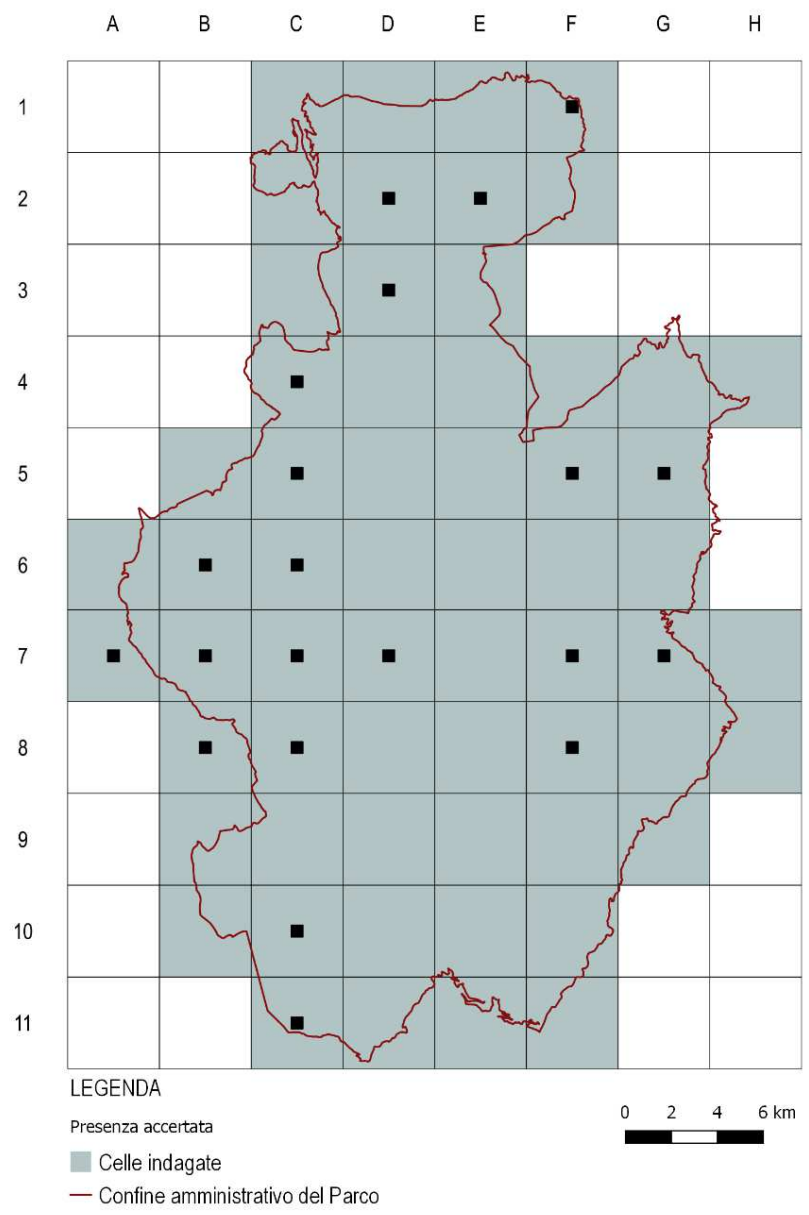 A B C D E F G H
1
2
3
4
5
6
7
8
9
10
11
LEGENDA
Presenza accertata
0 2 4 6 km
Celle indagate
Confine amministrativo del Parco